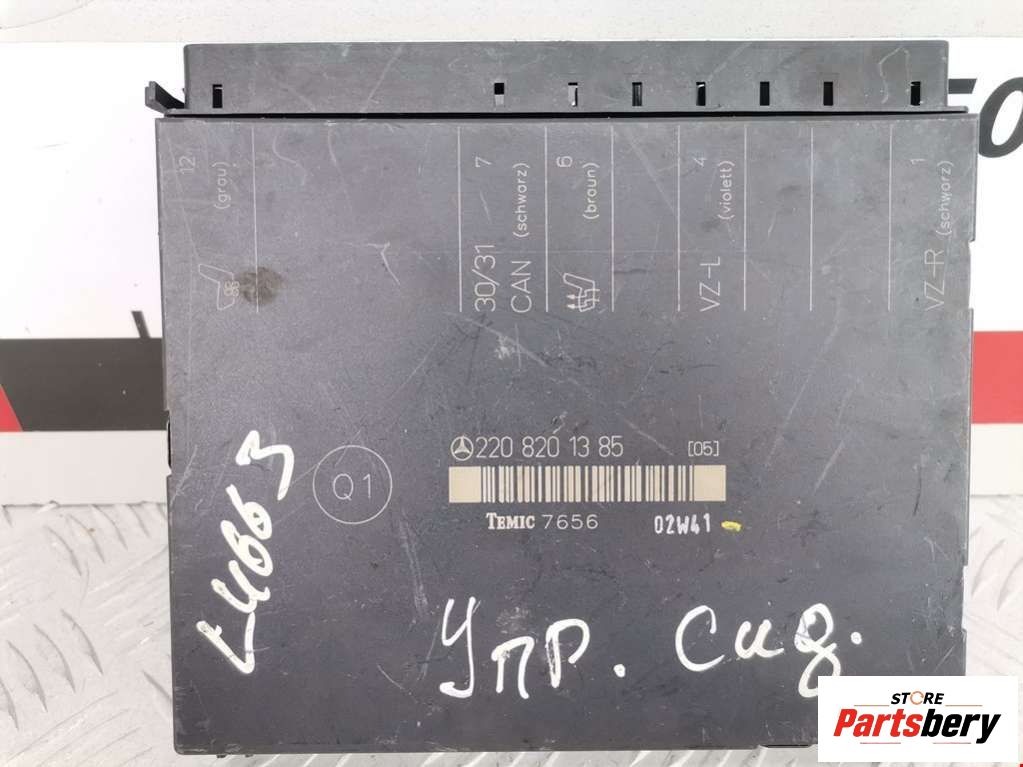 12
(grau)
7
(schwarz)
30/31
CAN
6
(braun)
4
(violett)
VZ-L
1
(schwarz)
VZ-R
220 820 13 85 [05]
Q1
TEMIC 7656 02W41
Упр. сид.
STORE
Partsbery